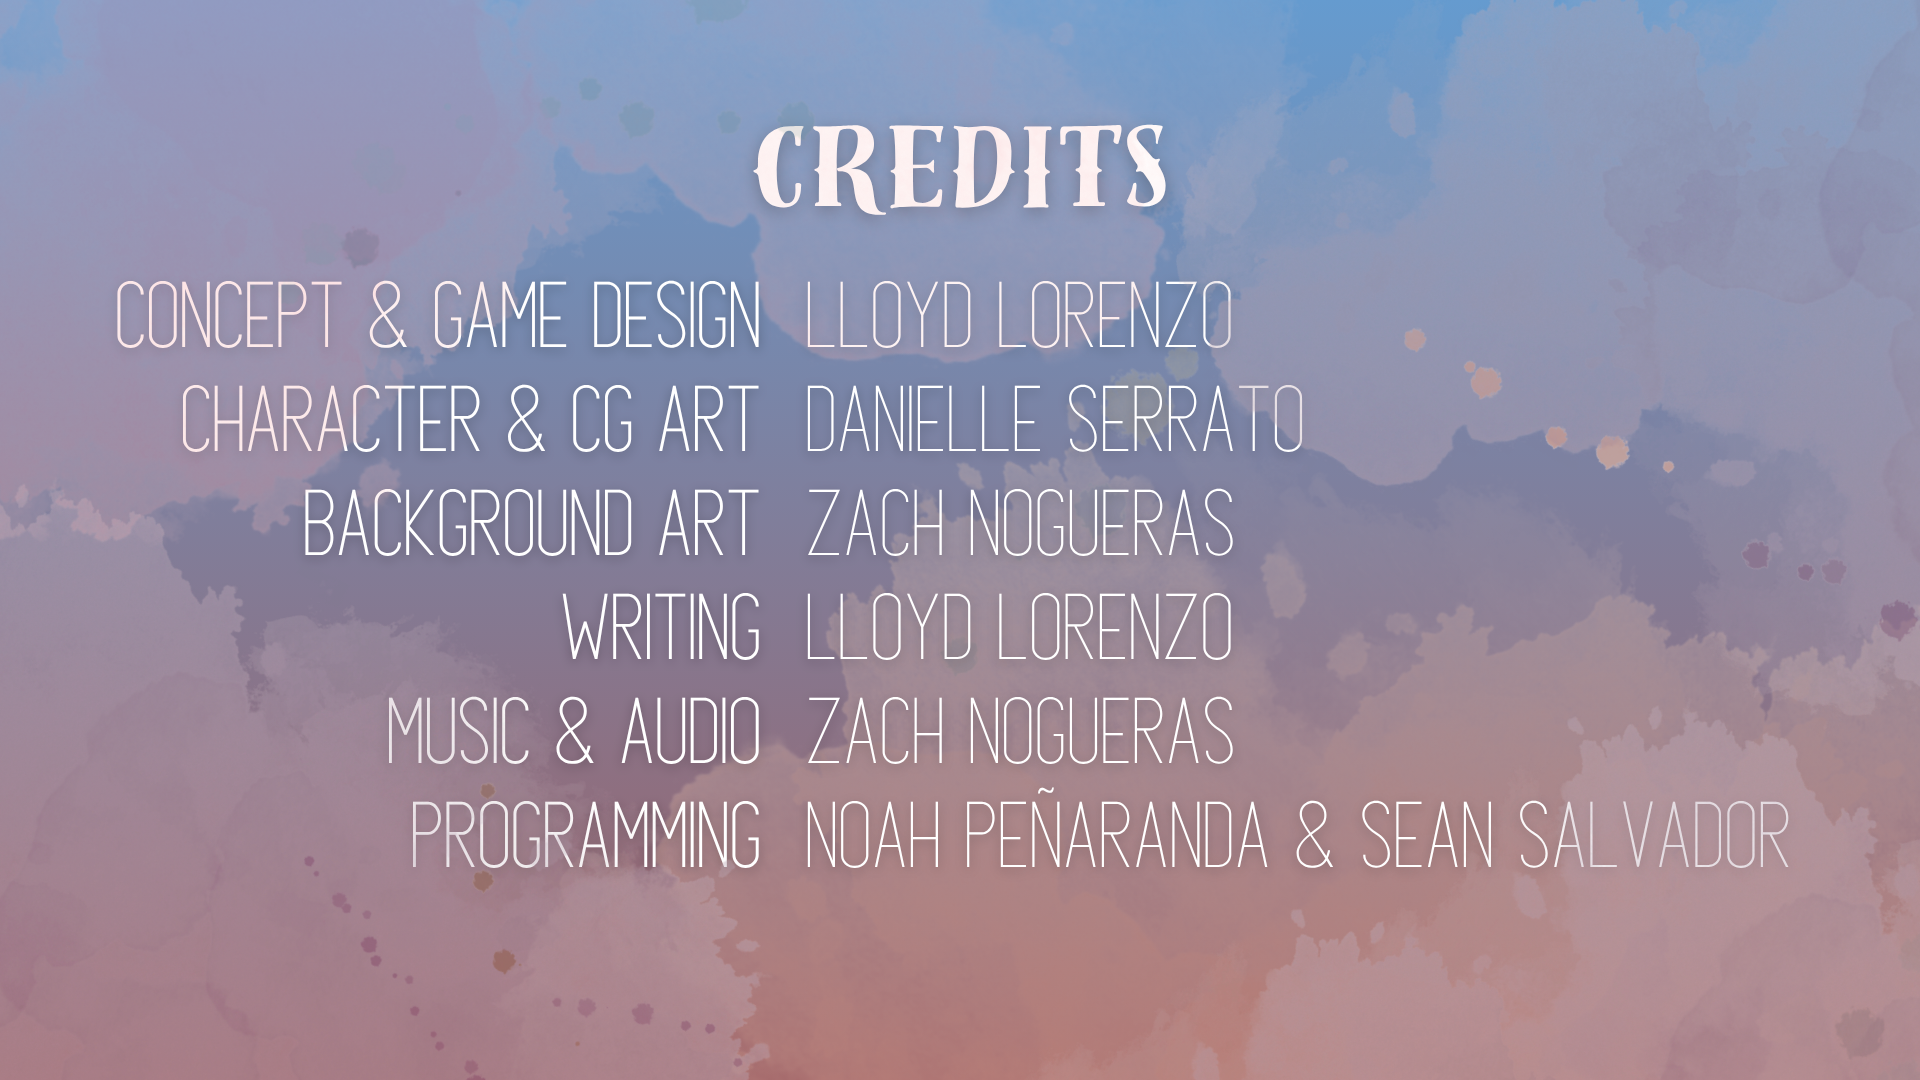 CREDITS
CONCEPT & GAME DESIGN LLOYD LORENZO
CHARACTER & CG ART DANIELLE SERRATO
BACKGROUND ART ZACH NOGUERAS
WRITING LLOYD LORENZO
MUSIC & AUDIO ZACH NOGUERAS
PROGRAMMING NOAH PEÑARANDA & SEAN SALVADOR